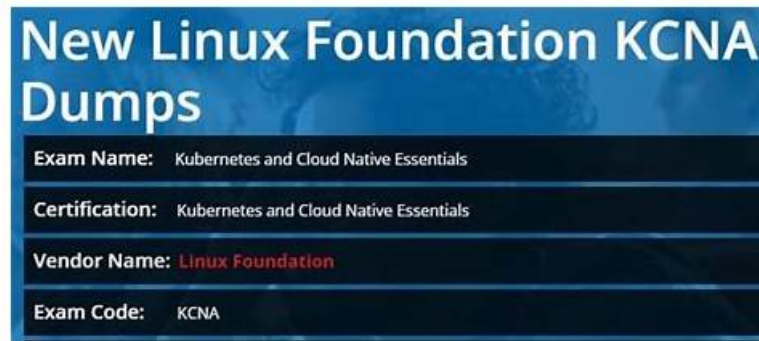 New Linux Foundation KCNA
Dumps
Exam Name: Kubernetes and Cloud Native Essentials
Certification: Kubernetes and Cloud Native Essentials
Vendor Name: Linux Foundation
Exam Code: KCNA